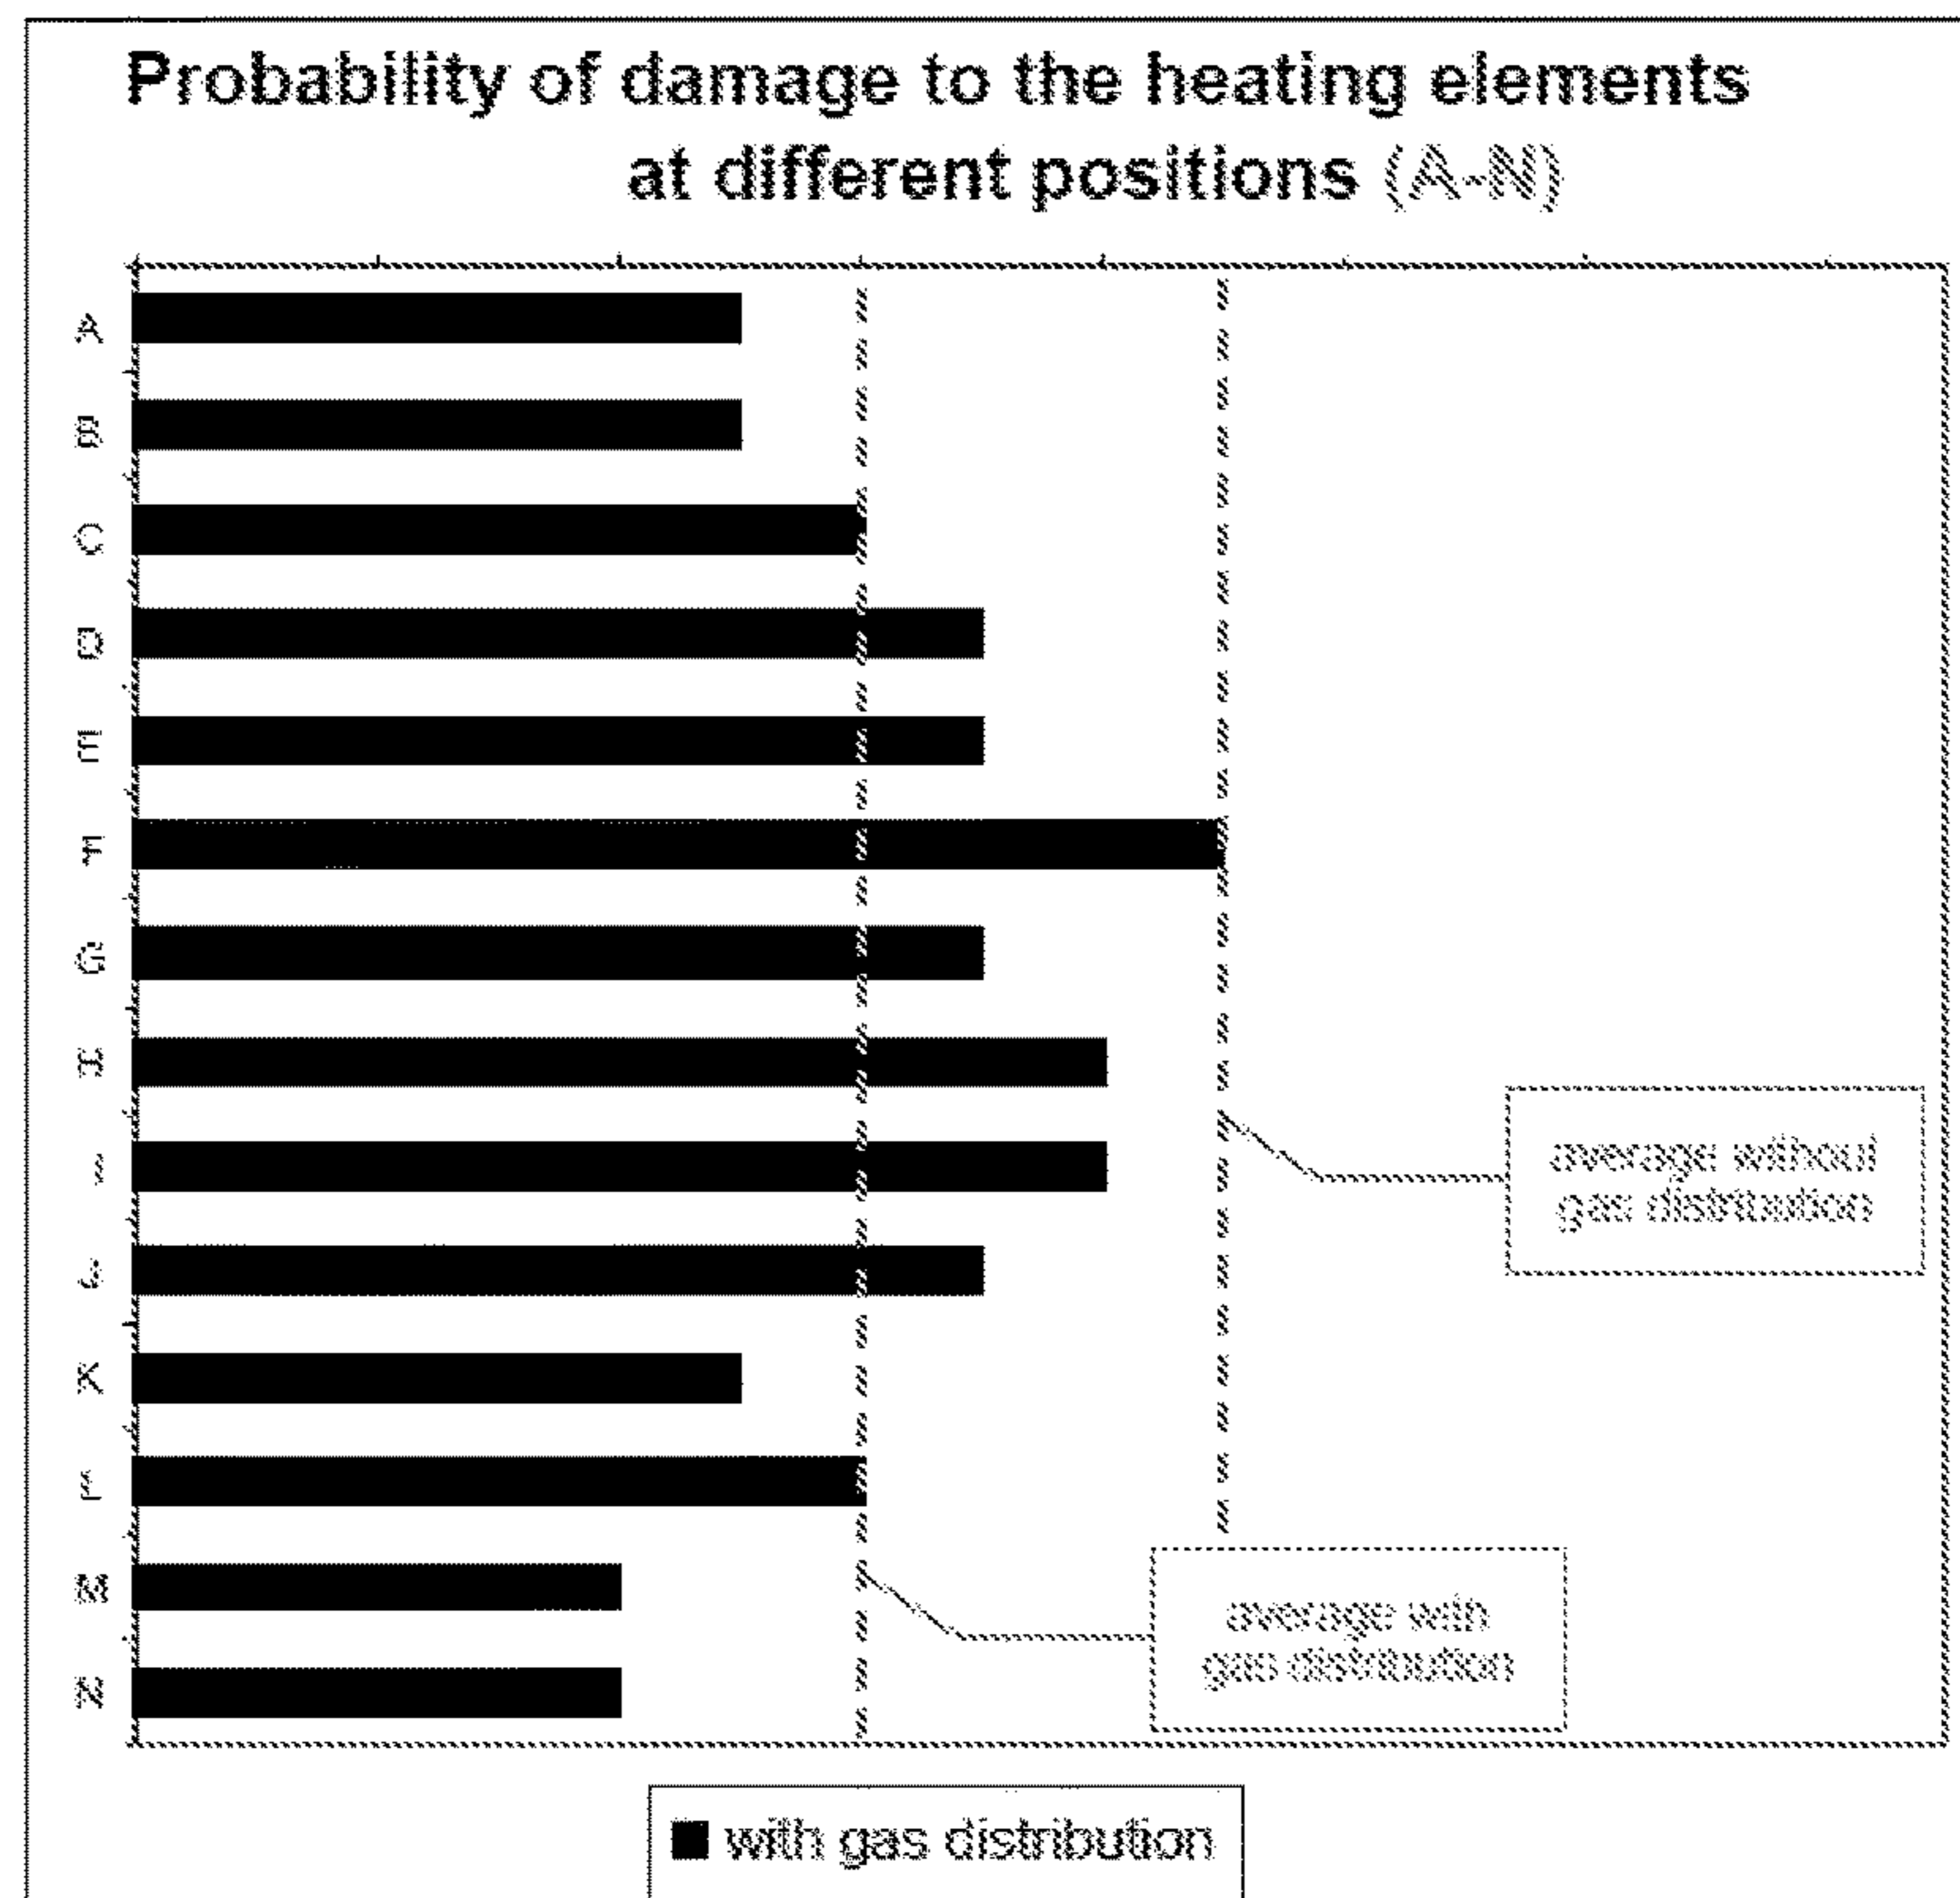 Probability of damage to the heating elements
at different positions (A-N)
A
B
C
D
E
F
G
H
I
J
K
L
M
N
average without
gas distribution
average with
gas distribution
with gas distribution